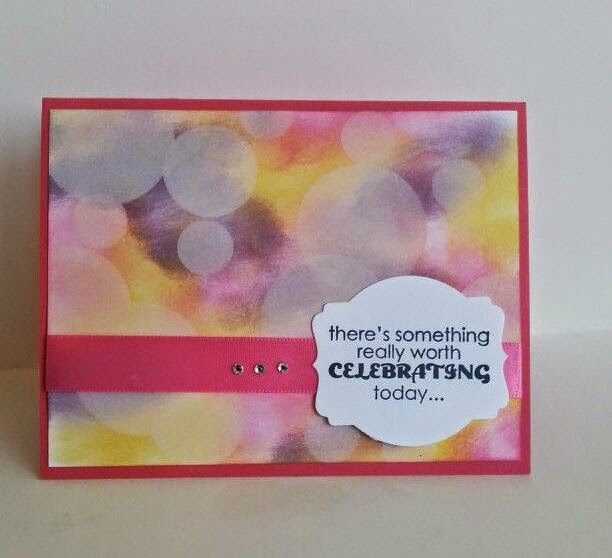 there's something
really worth
CELEBRATING
today...